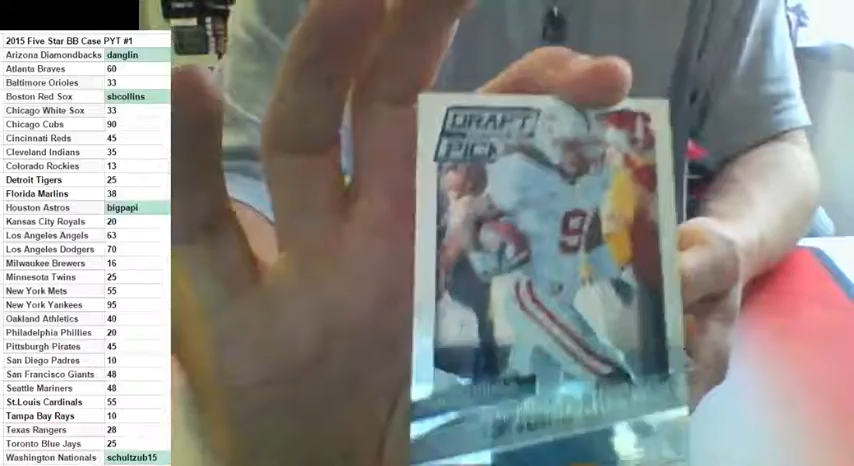 2015 Five Star BB Case PYT #1
Arizona Diamondbacks danglin
Atlanta Braves 60
Baltimore Orioles 33
Boston Red Sox sbcollins
Chicago White Sox 33
Chicago Cubs 90
Cincinnati Reds 45
Cleveland Indians 35
Colorado Rockies 13
Detroit Tigers 25
Florida Marlins 38
Houston Astros bigpapi
Kansas City Royals 20
Los Angeles Angels 63
Los Angeles Dodgers 70
Milwaukee Brewers 16
Minnesota Twins 25
New York Mets 55
New York Yankees 95
Oakland Athletics 40
Philadelphia Phillies 20
Pittsburgh Pirates 45
San Diego Padres 10
San Francisco Giants 48
Seattle Mariners 48
St.Louis Cardinals 55
Tampa Bay Rays 10
Texas Rangers 28
Toronto Blue Jays 25
Washington Nationals schultzub15
DRAFT
PICK
9